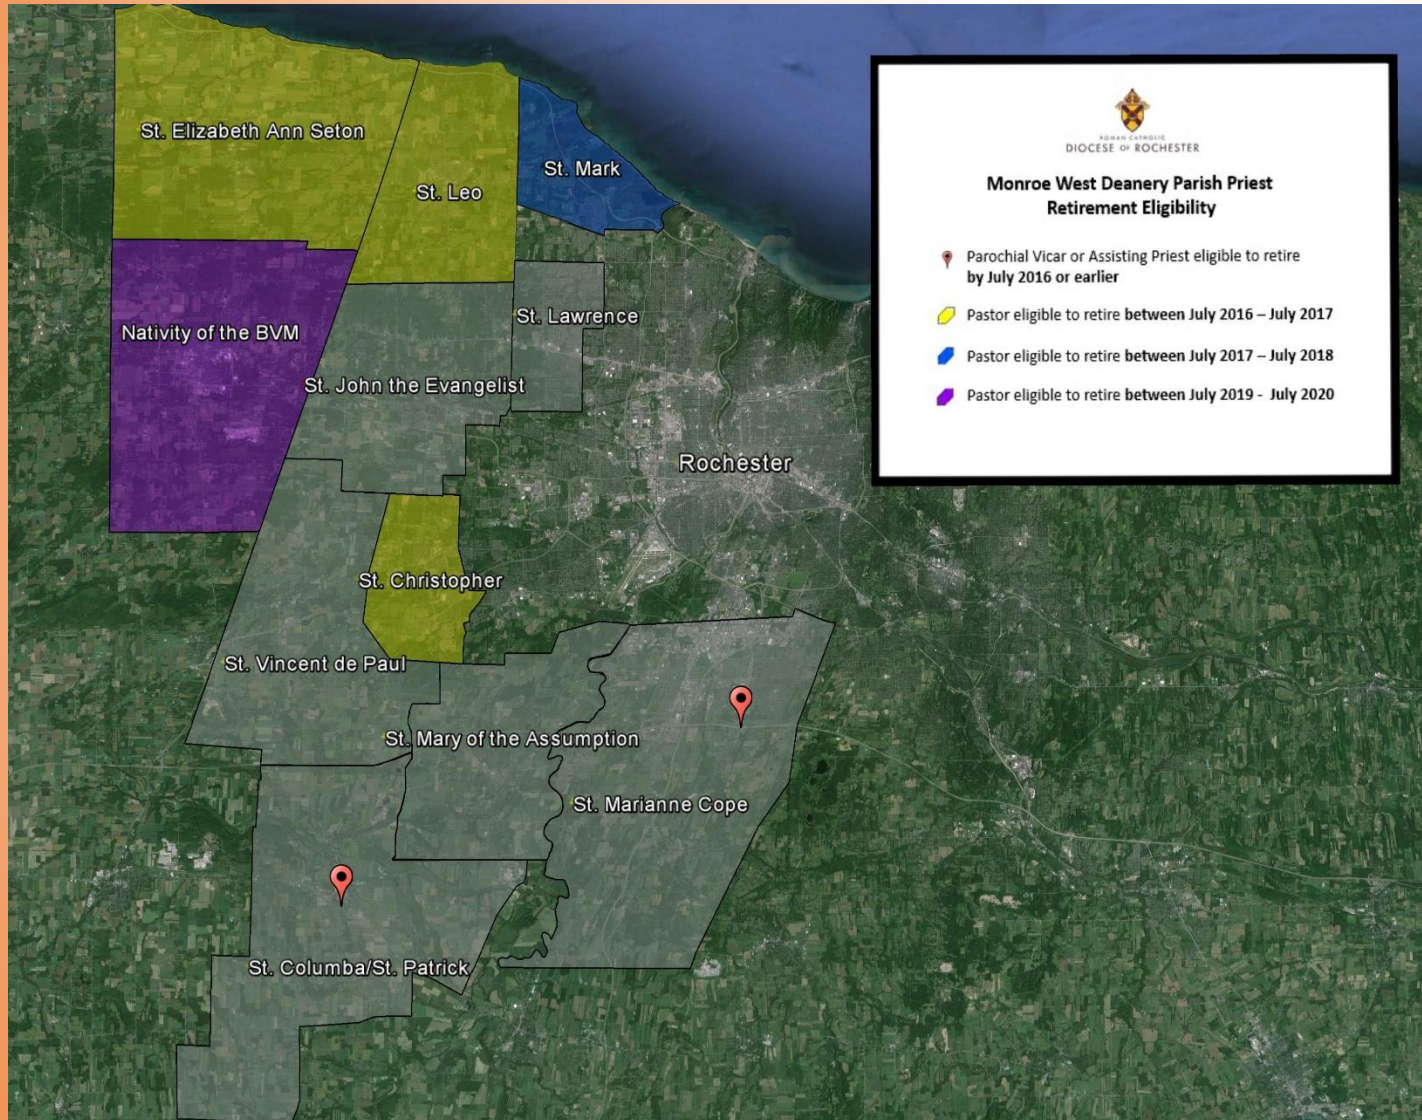 St. Elizabeth Ann Seton
St. Leo
St. Mark
Nativity of the BVM
St. Lawrence
St. John the Evangelist
Rochester
St. Christopher
St. Vincent de Paul
St. Mary of the Assumption
St. Marianne Cope
St. Columba/St. Patrick
ROMAN CATHOLIC
DIOCESE OF ROCHESTER
Monroe West Deanery Parish Priest
Retirement Eligibility
Parochial Vicar or Assisting Priest eligible to retire
by July 2016 or earlier
Pastor eligible to retire between July 2016 – July 2017
Pastor eligible to retire between July 2017 – July 2018
Pastor eligible to retire between July 2019 - July 2020